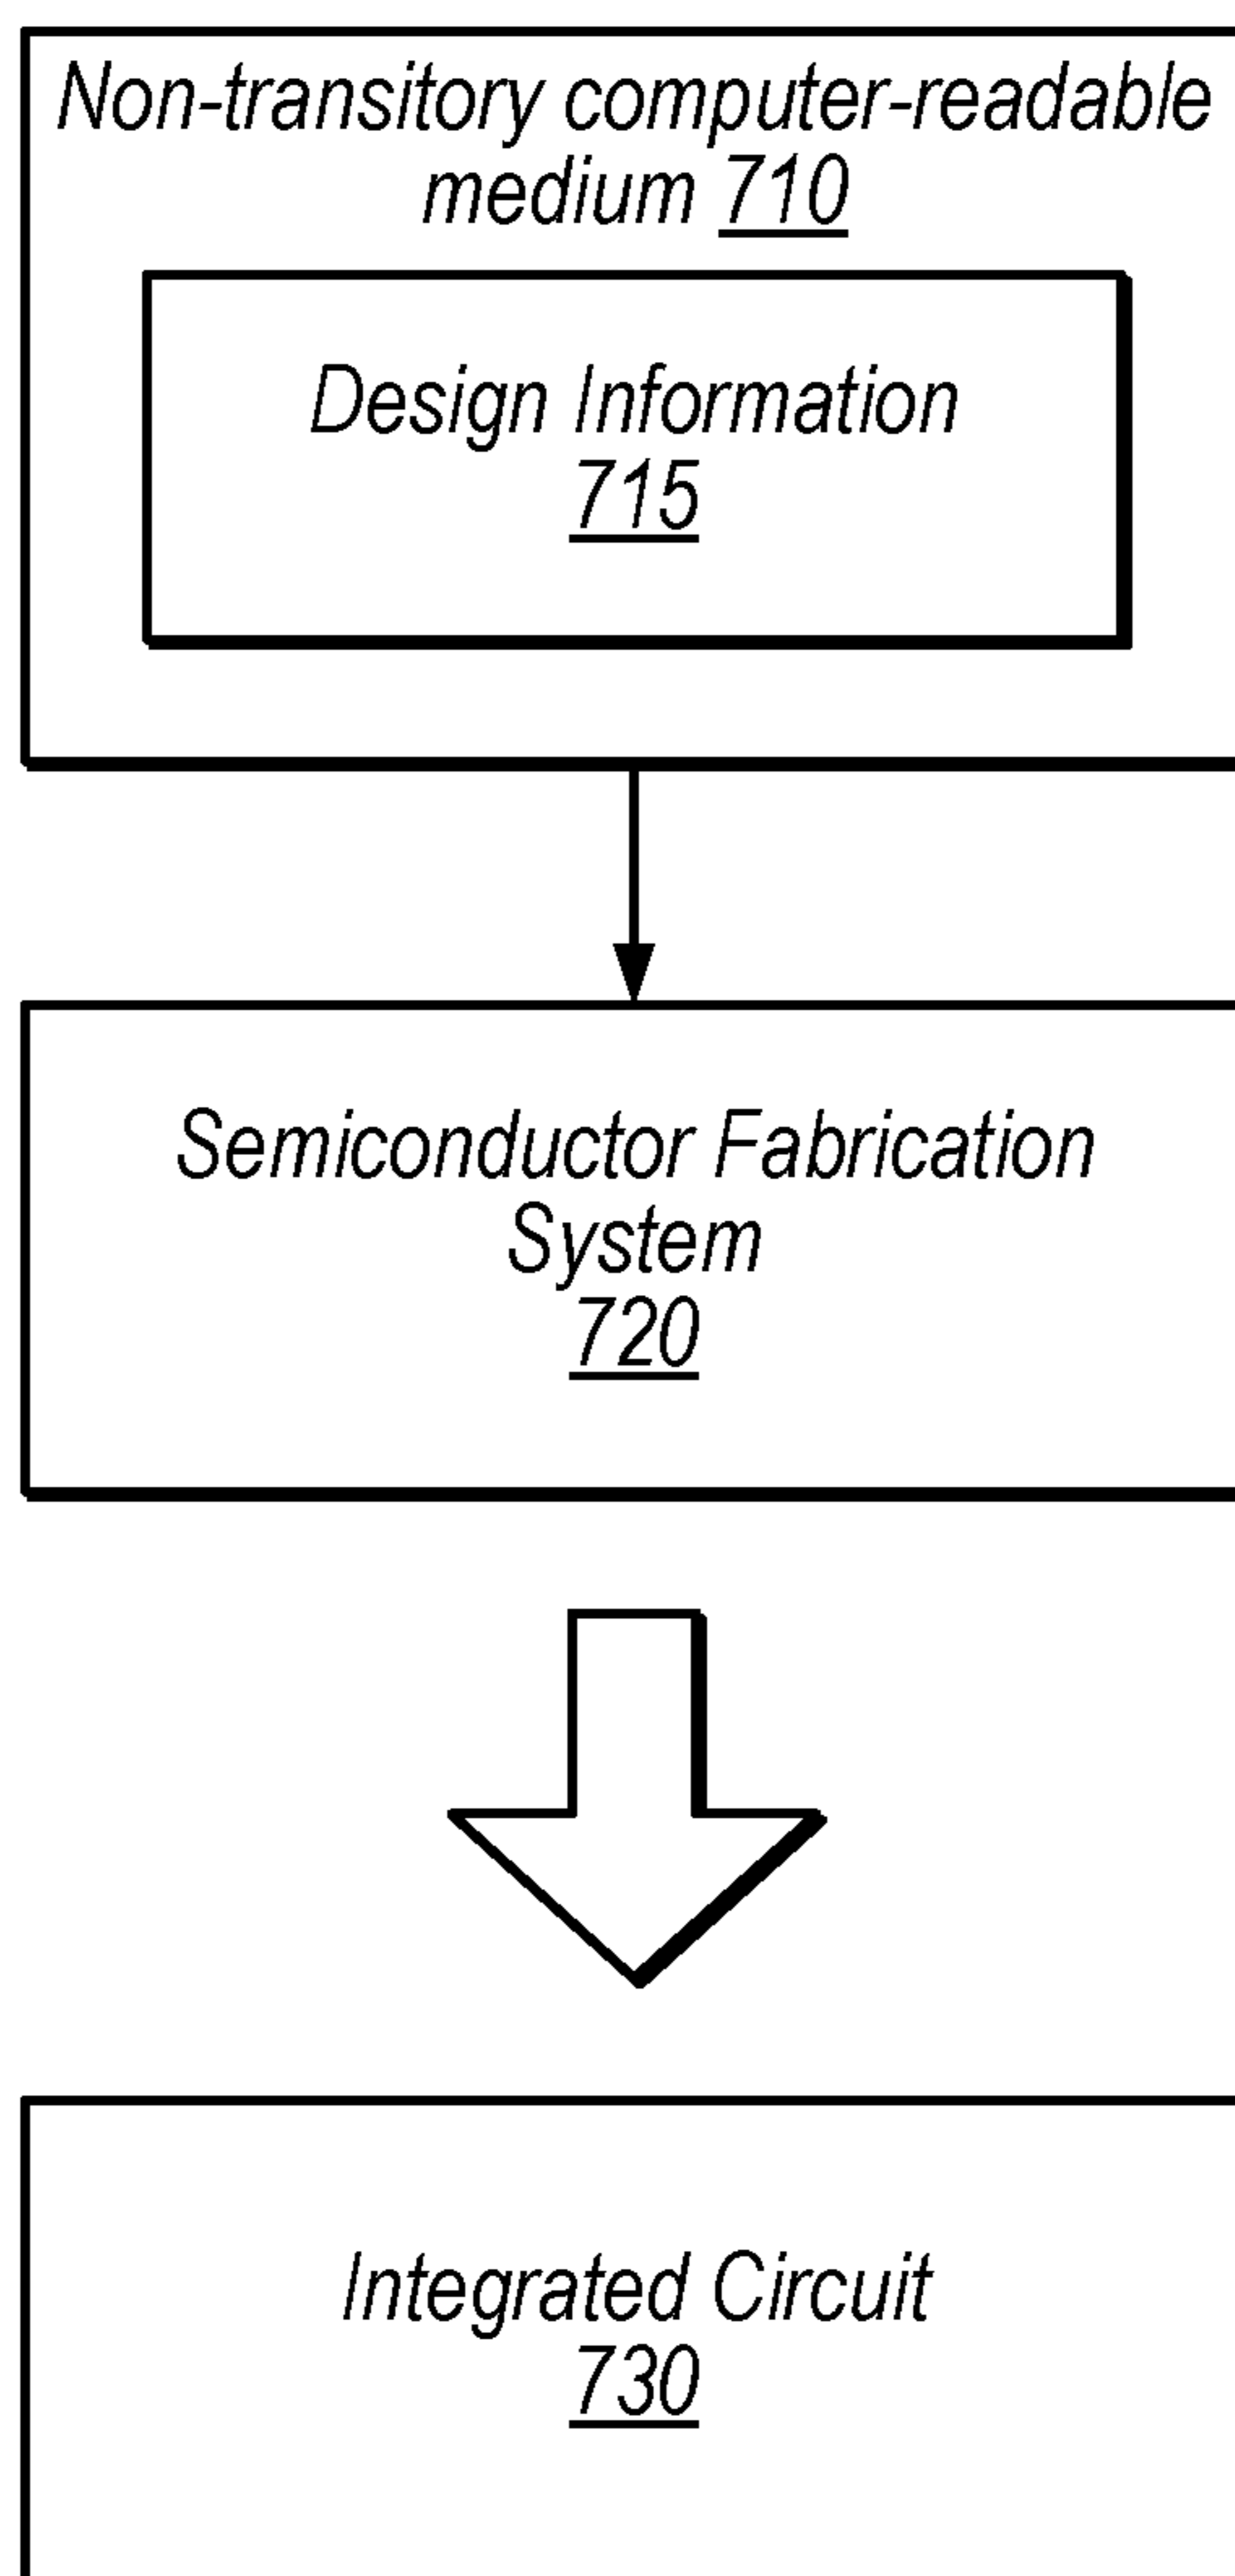 Non-transitory computer-readable
medium 710
Design Information
715
Semiconductor Fabrication
System
720
Integrated Circuit
730